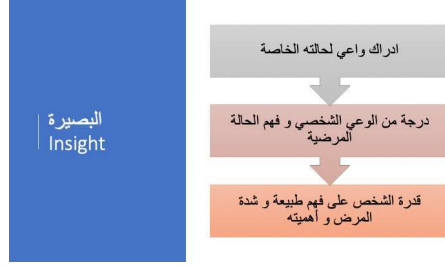 البصيرة
Insight
ادراك واعي لحالته الخاصة
درجة من الوعي الشخصي و فهم الحالة
المرضية
قدرة الشخص على فهم طبيعة و شدة
المرض و أهميته